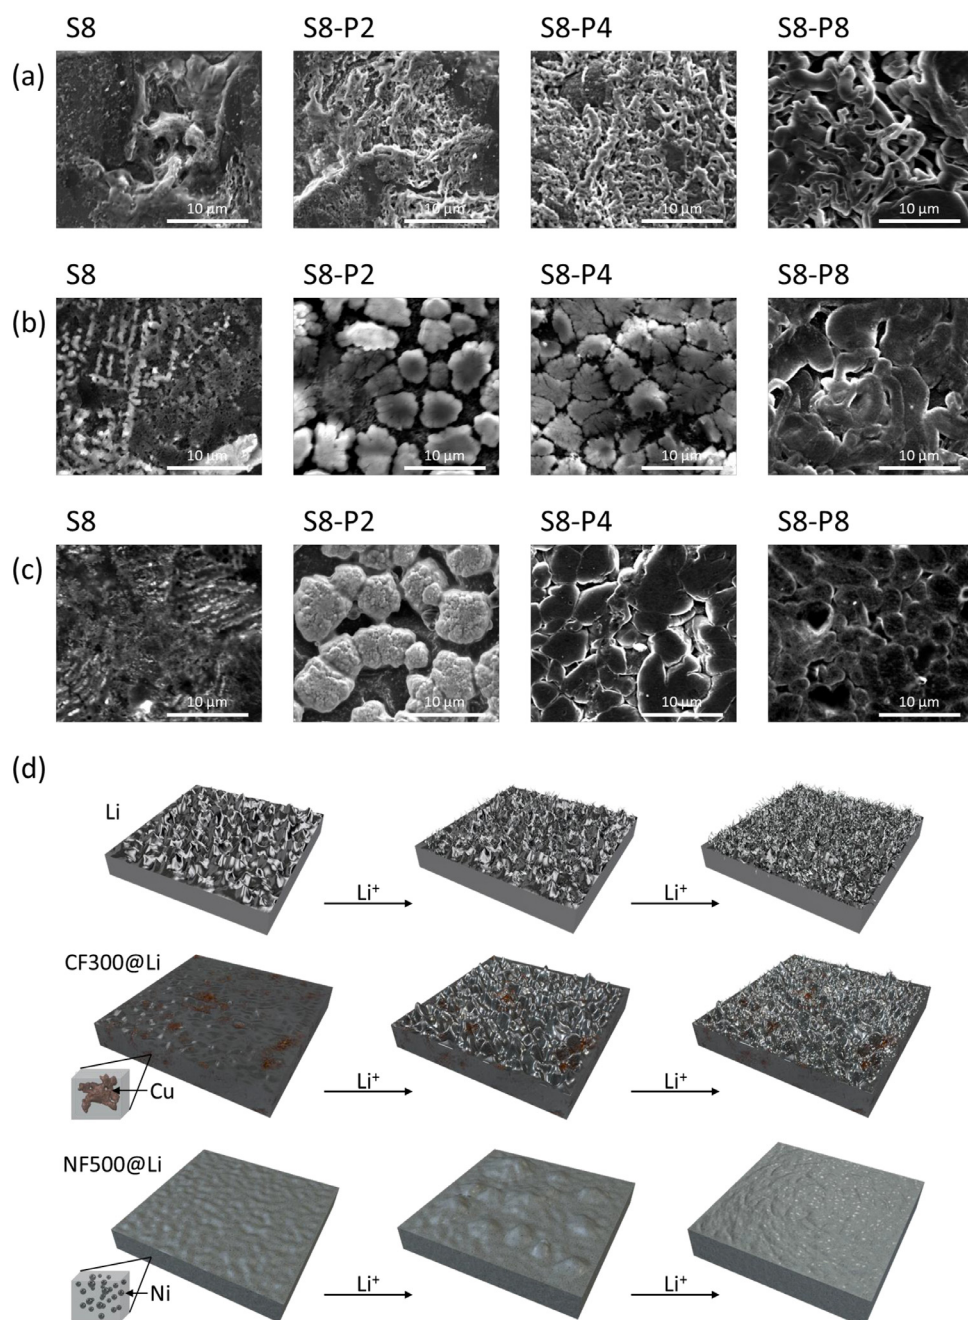 S8 S8-P2 S8-P4 S8-P8
(a)
10 μm 10 μm 10 μm 10 μm
S8 S8-P2 S8-P4 S8-P8
(b)
10 μm 10 μm 10 μm 10 μm
S8 S8-P2 S8-P4 S8-P8
(c)
10 μm 10 μm 10 μm 10 μm
(d)
Li
Li⁺ Li⁺
CF300@Li
Cu
Li⁺ Li⁺
NF500@Li
Ni
Li⁺ Li⁺